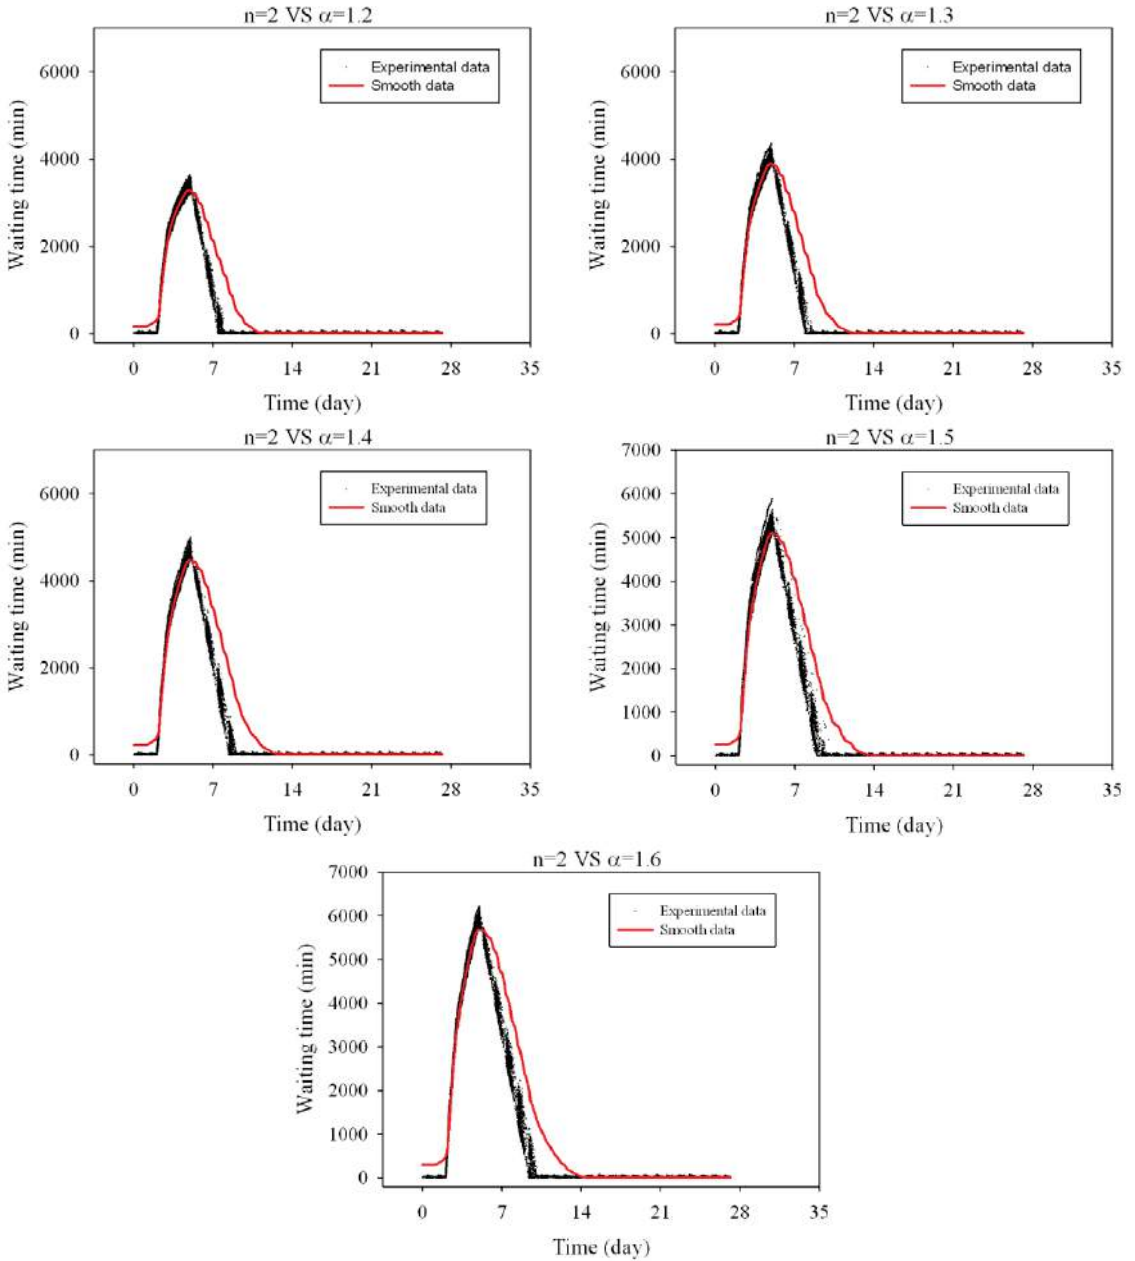 n=2 VS α=1.2
Waiting time (min)
6000
4000
2000
0
Experimental data
Smooth data
0 7 14 21 28 35
Time (day)
n=2 VS α=1.3
Waiting time (min)
6000
4000
2000
0
Experimental data
Smooth data
0 7 14 21 28 35
Time (day)
n=2 VS α=1.4
Waiting time (min)
6000
4000
2000
0
Experimental data
Smooth data
0 7 14 21 28 35
Time (day)
n=2 VS α=1.5
Waiting time (min)
7000
6000
5000
4000
3000
2000
1000
0
Experimental data
Smooth data
0 7 14 21 28 35
Time (day)
n=2 VS α=1.6
Waiting time (min)
7000
6000
5000
4000
3000
2000
1000
0
Experimental data
Smooth data
0 7 14 21 28 35
Time (day)